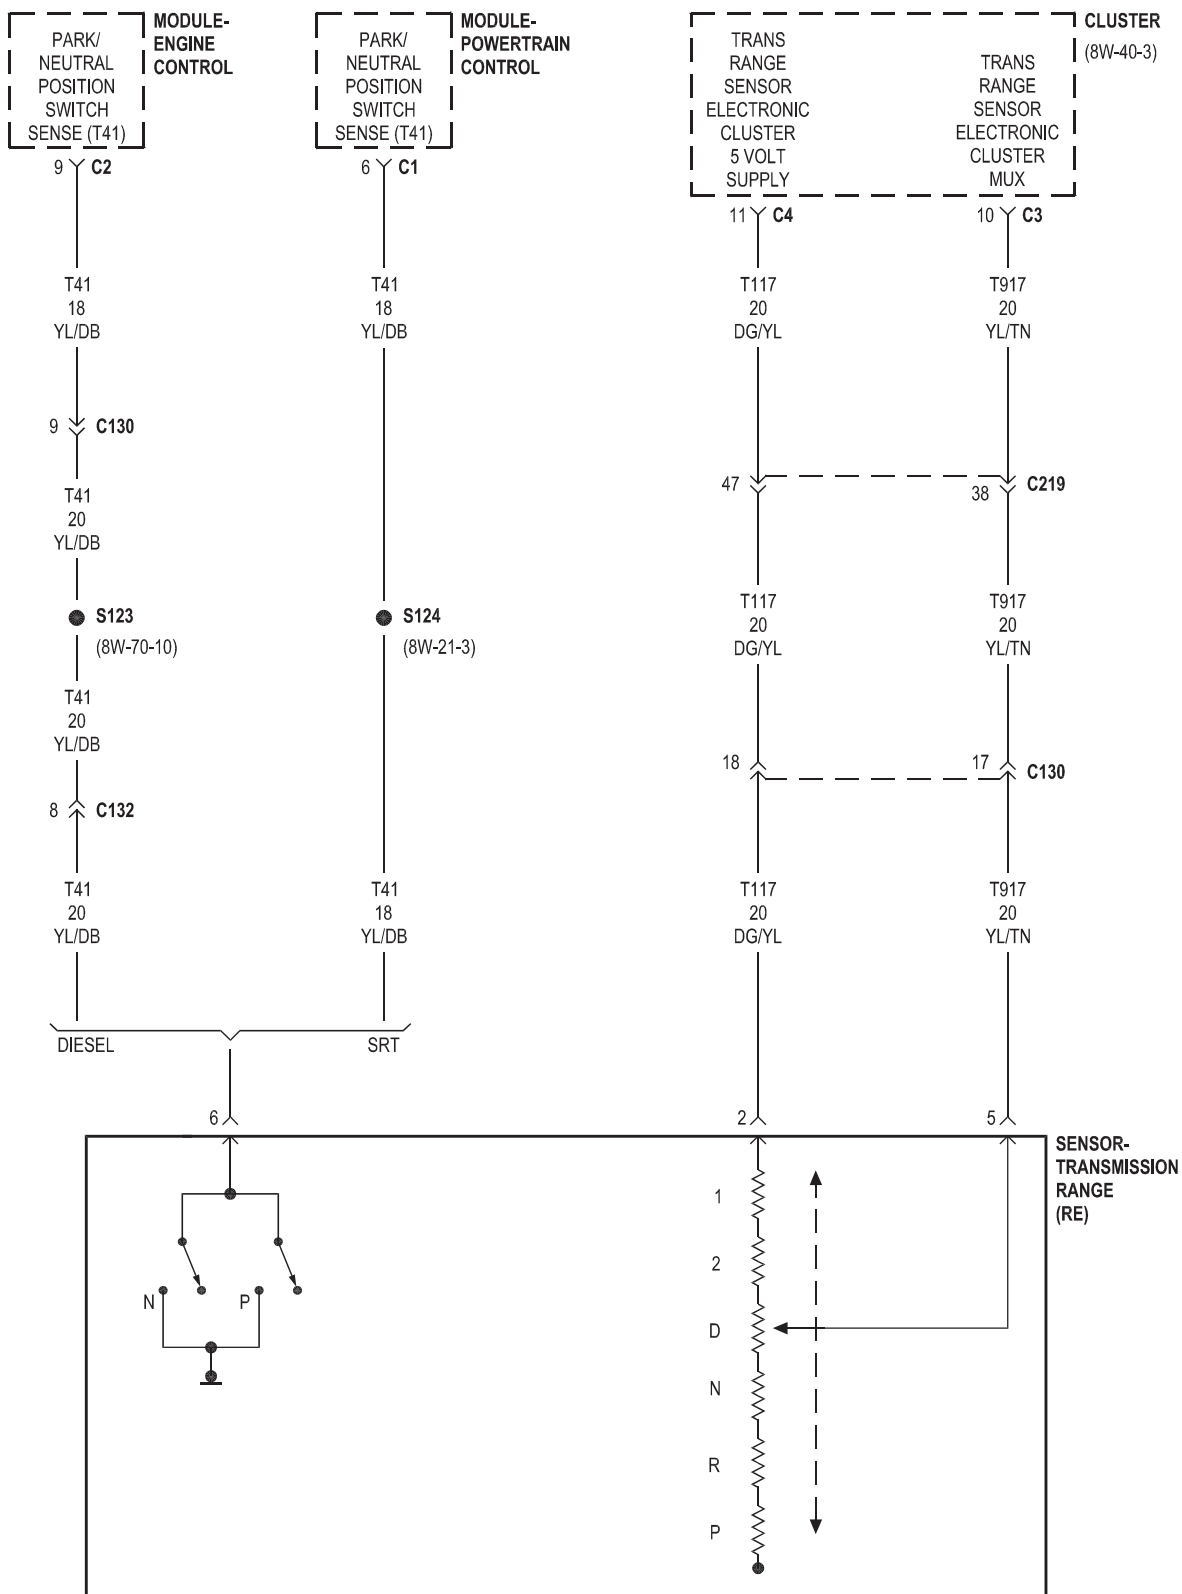 PARK/
NEUTRAL
POSITION
SWITCH
SENSE (T41)
MODULE-
ENGINE
CONTROL
9 C2
PARK/
NEUTRAL
POSITION
SWITCH
SENSE (T41)
MODULE-
POWERTRAIN
CONTROL
6 C1
TRANS
RANGE
SENSOR
ELECTRONIC
CLUSTER
5 VOLT
SUPPLY
TRANS
RANGE
SENSOR
ELECTRONIC
CLUSTER
MUX
CLUSTER
(8W-40-3)
11 C4
10 C3
T41
18
YL/DB
T41
18
YL/DB
T117
20
DG/YL
T917
20
YL/TN
9 C130
47
38
C219
T41
20
YL/DB
S123
(8W-70-10)
S124
(8W-21-3)
T117
20
DG/YL
T917
20
YL/TN
T41
20
YL/DB
18
17
C130
8 C132
T41
20
YL/DB
T41
18
YL/DB
T117
20
DG/YL
T917
20
YL/TN
DIESEL
SRT
6
2
5
SENSOR-
TRANSMISSION
RANGE
(RE)
N
P
1
2
D
N
R
P